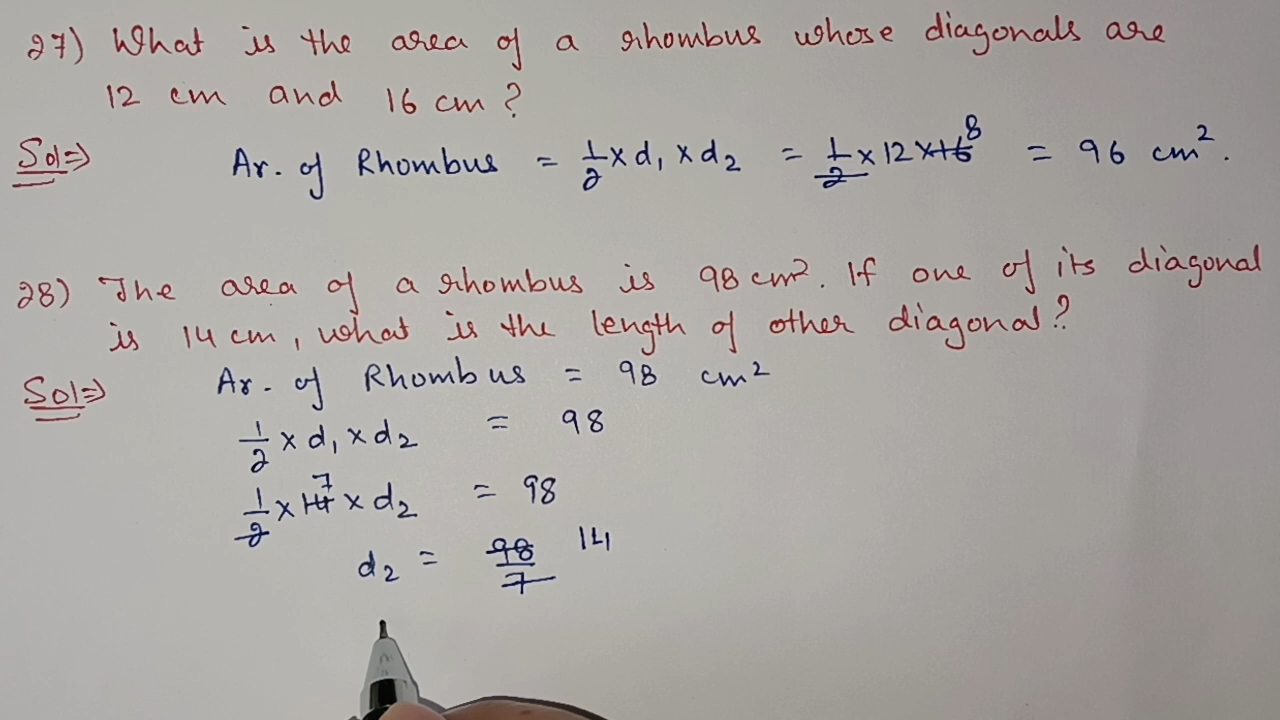 27) What is the area of a rhombus whose diagonals are
12 cm and 16 cm?
Sol⇒ Ar. of Rhombus = 1/2 × d₁ × d₂ = 1/2 × 12 × 16 8 = 96 cm².
28) The area of a rhombus is 98 cm². If one of its diagonal
is 14 cm, what is the length of other diagonal?
Sol⇒ Ar. of Rhombus = 98 cm²
1/2 × d₁ × d₂ = 98
1/2 × 14 7 × d₂ = 98
d₂ = 98/7 14